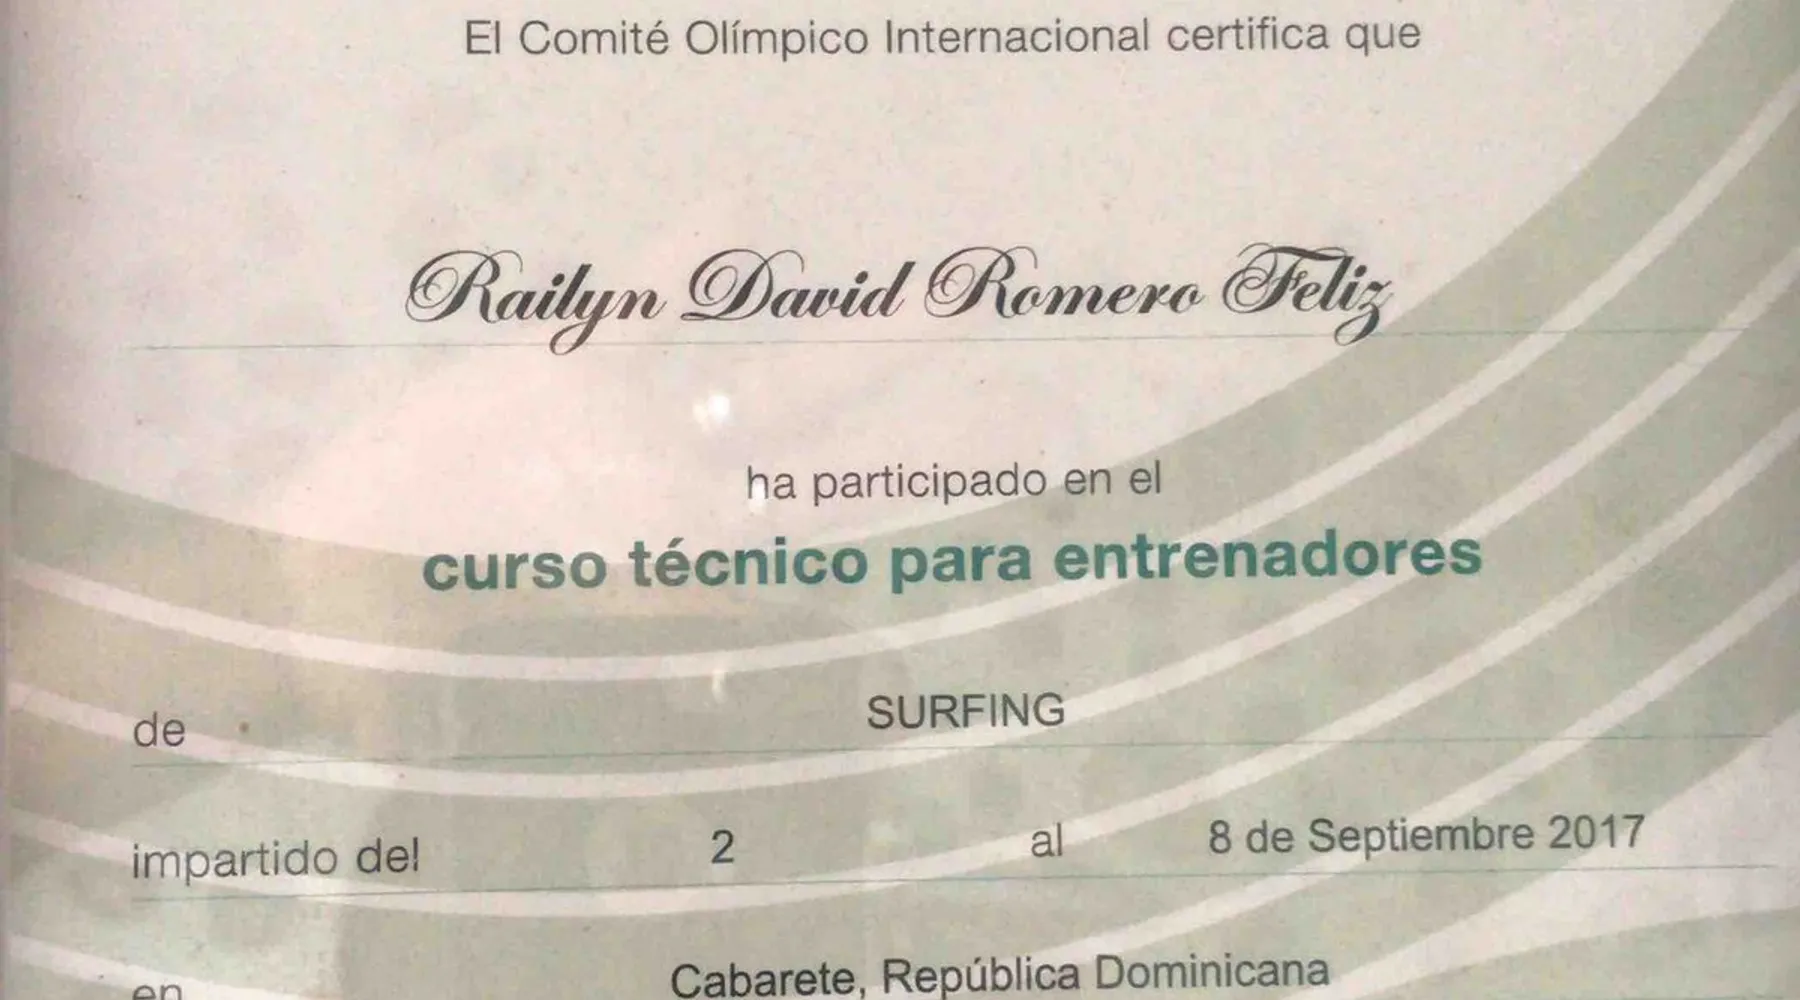 El Comité Olímpico Internacional certifica que
Railyn David Romero Feliz
ha participado en el
curso técnico para entrenadores
de SURFING
impartido del 2 al 8 de Septiembre 2017
en Cabarete, República Dominicana